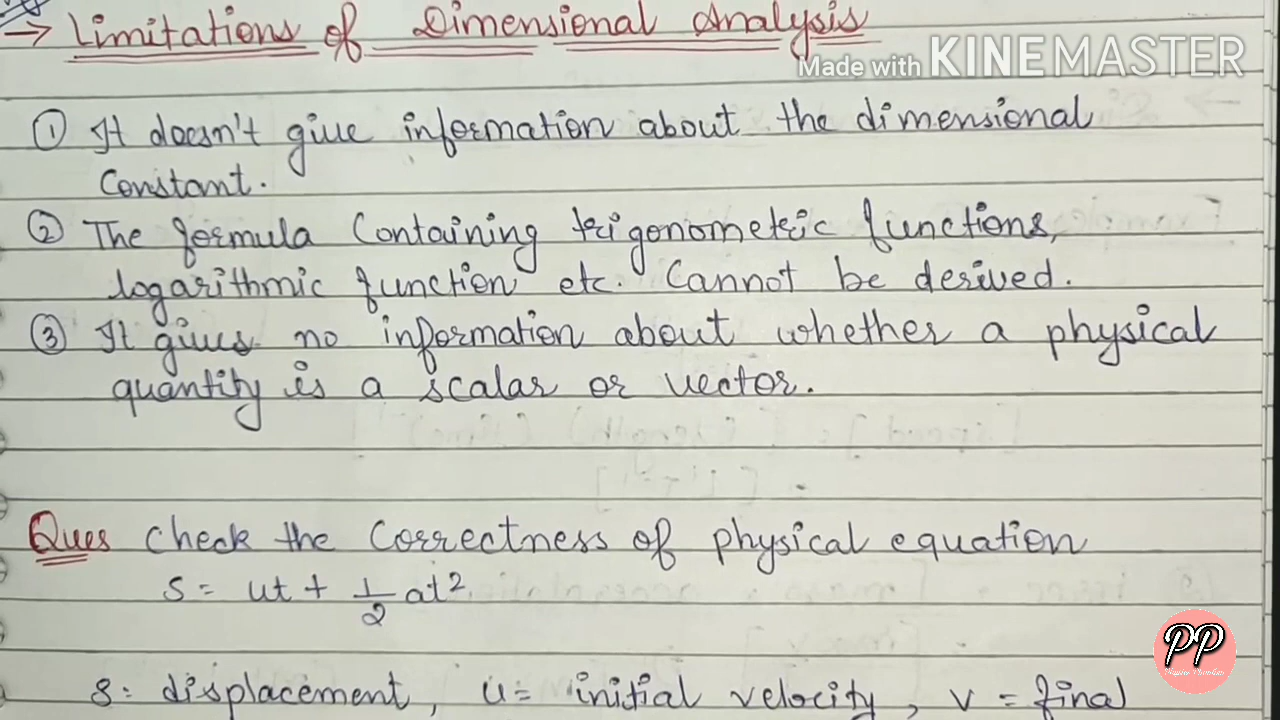 → Limitations of Dimensional Analysis
Made with KINEMASTER
① It doesn't give information about the dimensional
Constant.
② The formula Containing trigonometric functions,
logarithmic function etc. Cannot be derived.
③ It gives no information about whether a physical
quantity is a scalar or vector.
Ques Check the Correctness of physical equation
S = ut + 1/2 at²
S = displacement, u = initial velocity, v = final
PP